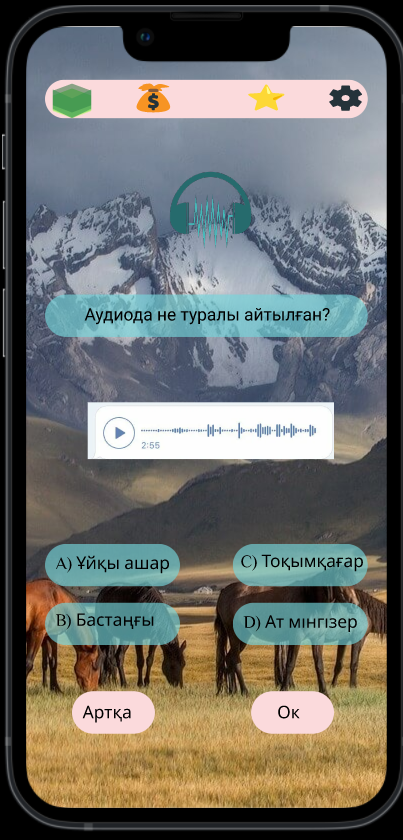 Аудиода не туралы айтылған?
2:55
A) Ұйқы ашар
C) Тоқымқағар
B) Бастаңғы
D) Ат мінгізер
Артқа
Ок